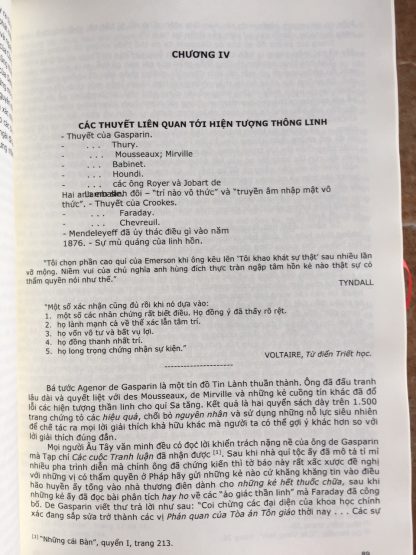 CHƯƠNG IV
CÁC THUYẾT LIÊN QUAN TỚI HIỆN TƯỢNG THÔNG LINH
- Thuyết của Gasparin.
- . . . Thury.
- . . . Mousseaux; Mirville
- . . . Babinet.
- . . . Houndi.
- . . . các ông Royer và Jobart de
Hai anh em sinh đôi – "trí não vô thức" và "truyền âm nhập mật vô
thức". - Thuyết của Crookes.
- . . . Faraday.
- . . . Chevreuil.
- Mendeleyeff đã ủy thác điều gì vào năm
1876. - Sự mù quáng của linh hồn.
"Tôi chọn phần cao quí của Emerson khi ông kêu lên 'Tôi khao khát sự thật' sau nhiều lần
vỡ mộng. Niềm vui của chủ nghĩa anh hùng đích thực tràn ngập tâm hồn kẻ nào thật sự có
thẩm quyền nói như thế."
TYNDALL
"Một số xác nhận cũng đủ rồi khi nó dựa vào:
1. một số các nhân chứng rất biết điều. Họ đồng ý đã thấy rõ rệt.
2. họ lành mạnh cả về thể xác lẫn tâm trí.
3. họ vốn vô tư và bất vụ lợi.
4. họ đồng thanh nhất trí.
5. họ long trọng chứng nhận sự kiện."
VOLTAIRE, Từ điển Triết học.
-----------------------
Bá tước Agenor de Gasparin là một tín đồ Tin Lành thuần thành. Ông đã đấu tranh
lâu dài và quyết liệt với des Mousseaux, de Mirville và những kẻ cuồng tín khác đã đổ
lỗi các hiện tượng thần linh cho quỉ Sa tăng. Kết quả là hai quyển sách dày trên 1.500
trang chứng tỏ các hiệu quả, chối bỏ nguyên nhân và sử dụng những nỗ lực siêu nhiên
để chế tác ra mọi lời giải thích khả hữu khác mà người ta có thể gợi ý khác hơn so với
lời giải thích đúng đắn.
Mọi người Âu Tây văn minh đều có đọc lời khiển trách nặng nề của ông de Gasparin
mà Tạp chí Các cuộc Tranh luận đã nhận được [1]. Sau khi nhà quí tộc ấy đã mô tả tỉ mỉ
nhiều pha trình diễn mà chính ông đã chứng kiến thì tờ báo này rất xấc xược đề nghị
với những vị có thẩm quyền ở Pháp hãy gửi những kẻ nào cứ khăng khăng tin vào điều
hão huyền ấy tống vào nhà thương điên dành cho những kẻ hết thuốc chữa, sau khi
những kẻ ấy đã đọc bài phân tích hay ho về các "ảo giác thần linh" mà Faraday đã công
bố. De Gasparin viết thư trả lời như sau: "Coi chừng các đại diện của khoa học chính
xác đang sắp sửa trở thành các vị Phán quan của Tòa án Tôn giáo thời nay . . . Các sự
[1] "Những cái Bàn", quyển I, trang 213.
89